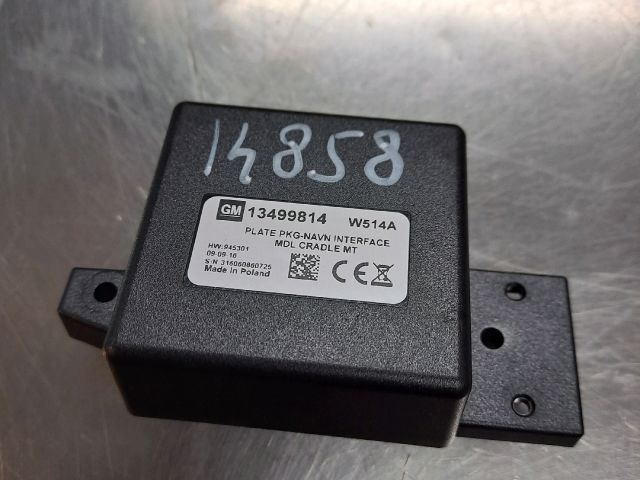 14858
GM 13499814 W514A
PLATE PKG-NAVN INTERFACE
MDL CRADLE MT
HW:945301
09-09-16
S/N 316060860725
Made in Poland
CE